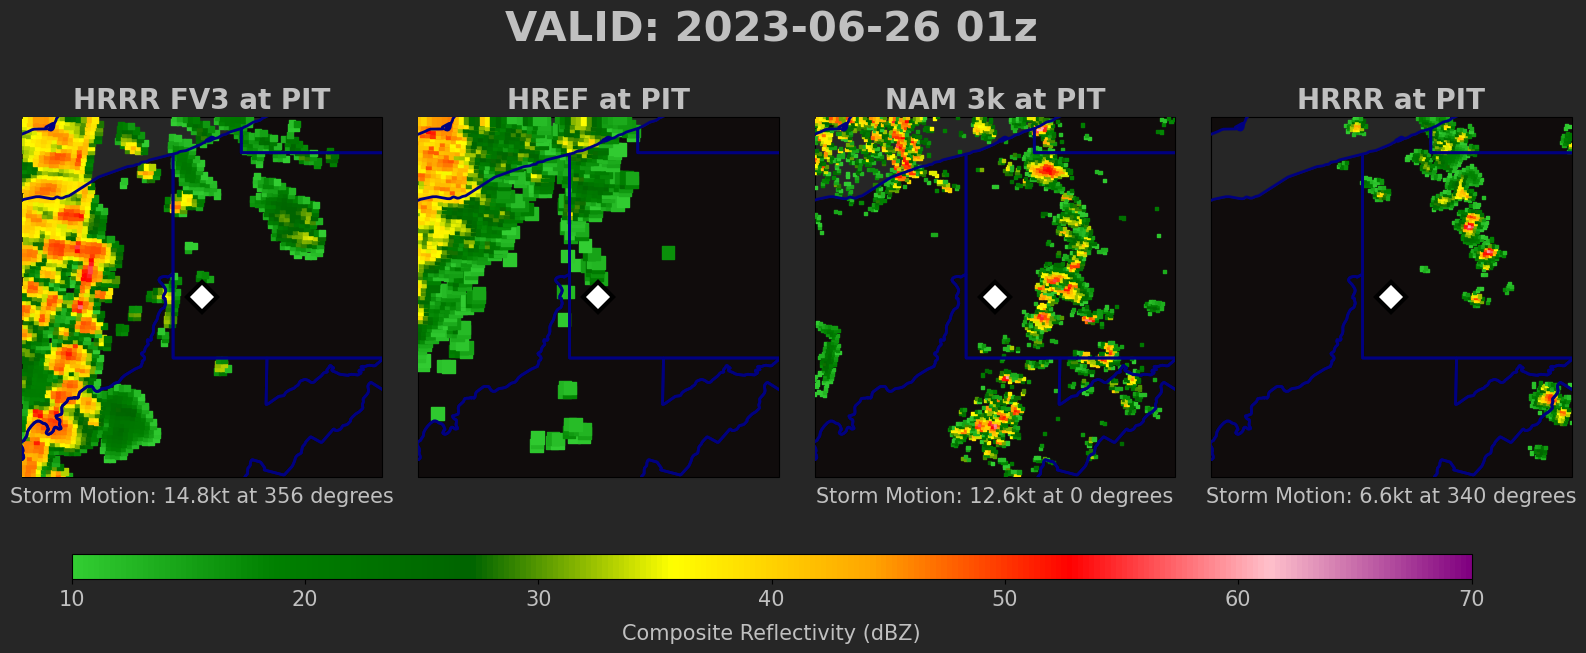 VALID: 2023-06-26 01z
HRRR FV3 at PIT
HREF at PIT
NAM 3k at PIT
HRRR at PIT
Storm Motion: 14.8kt at 356 degrees
Storm Motion: 12.6kt at 0 degrees
Storm Motion: 6.6kt at 340 degrees
10 20 30 40 50 60 70
Composite Reflectivity (dBZ)